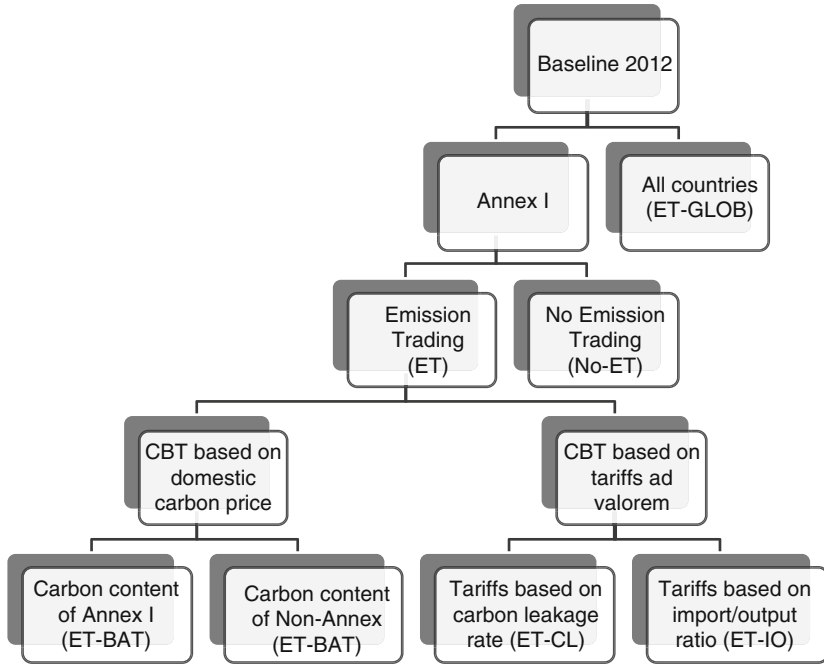 Baseline 2012
Annex I
All countries
(ET-GLOB)
Emission
Trading
(ET)
No Emission
Trading
(No-ET)
CBT based on
domestic
carbon price
CBT based on
tariffs ad
valorem
Carbon content
of Annex I
(ET-BAT)
Carbon content
of Non-Annex
(ET-BAT)
Tariffs based on
carbon leakage
rate (ET-CL)
Tariffs based on
import/output
ratio (ET-IO)